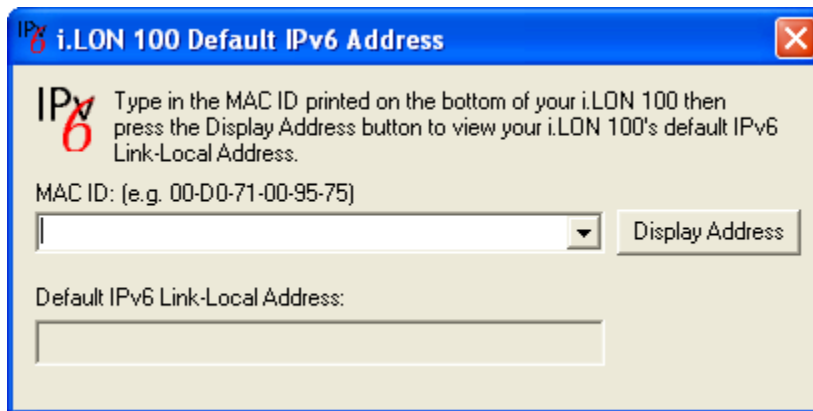 IPv6 i.LON 100 Default IPv6 Address
IPv6 Type in the MAC ID printed on the bottom of your i.LON 100 then
press the Display Address button to view your i.LON 100's default IPv6
Link-Local Address.
MAC ID: (e.g. 00-D0-71-00-95-75)
Display Address
Default IPv6 Link-Local Address: